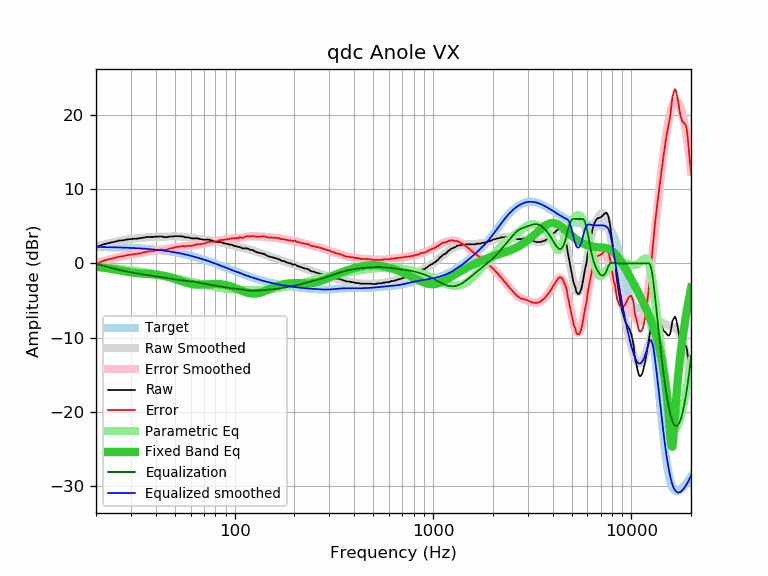 qdc Anole VX
Amplitude (dBr)
20
10
0
−10
−20
−30
Target
Raw Smoothed
Error Smoothed
Raw
Error
Parametric Eq
Fixed Band Eq
Equalization
Equalized smoothed
100
1000
10000
Frequency (Hz)